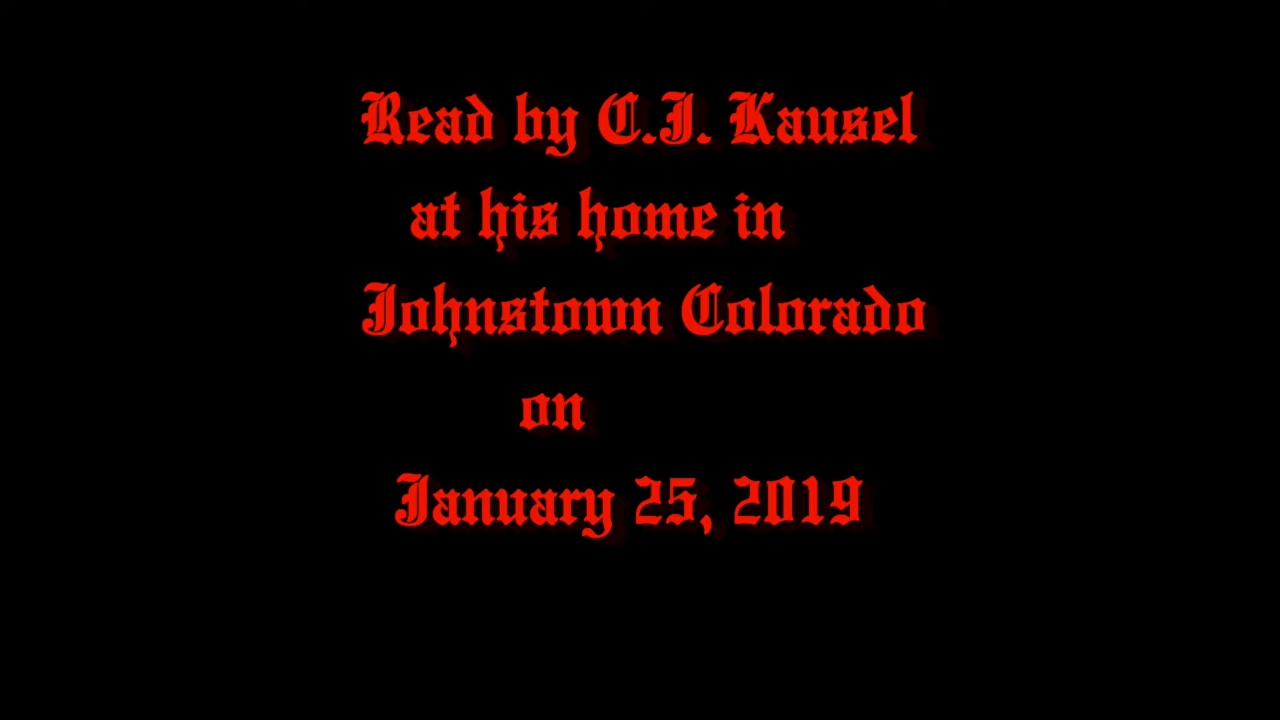 Read by C.J. Kausel
at his home in
Johnstown Colorado
on
January 25, 2019